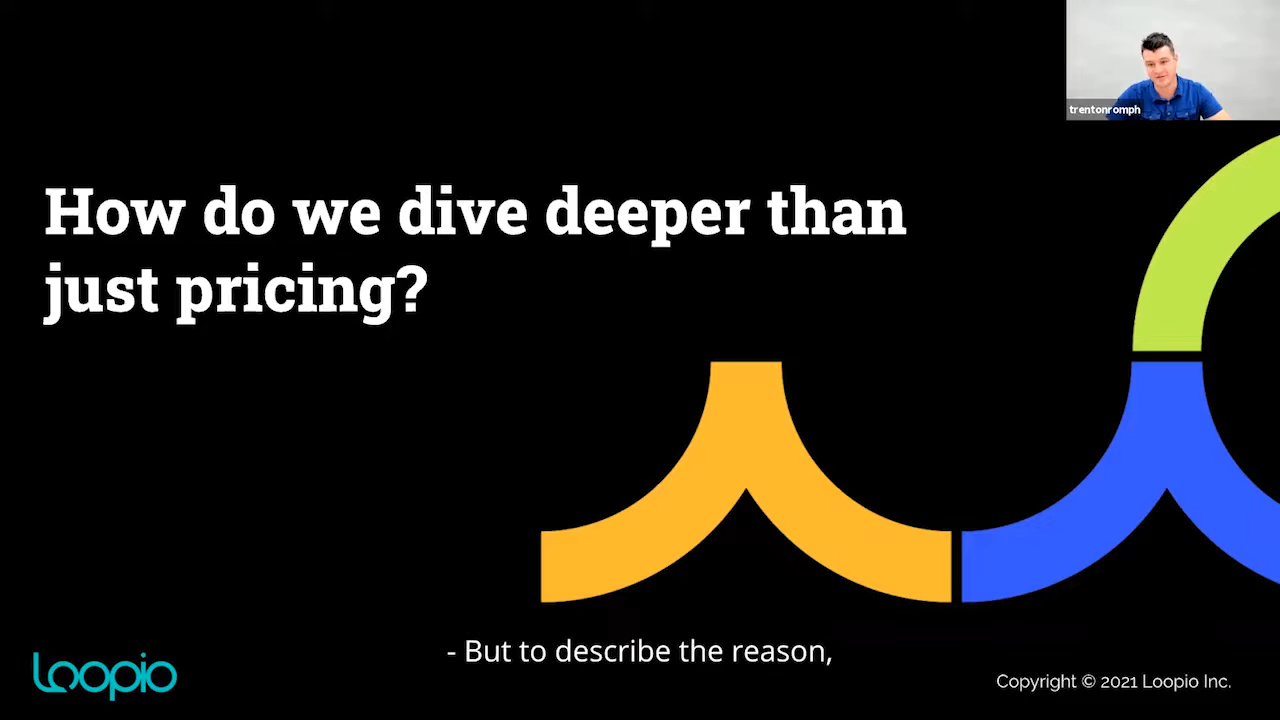 trentonromph
How do we dive deeper than
just pricing?
- But to describe the reason,
Loopio
Copyright © 2021 Loopio Inc.